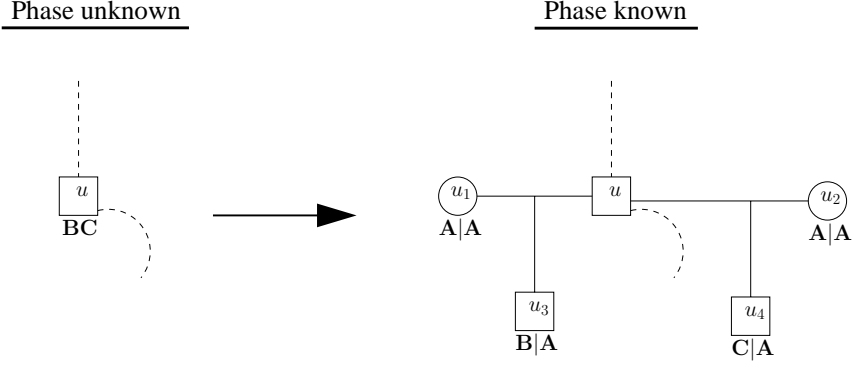 Phase unknown
Phase known
u
BC
u₁
u
u₂
A|A
A|A
u₃
u₄
B|A
C|A